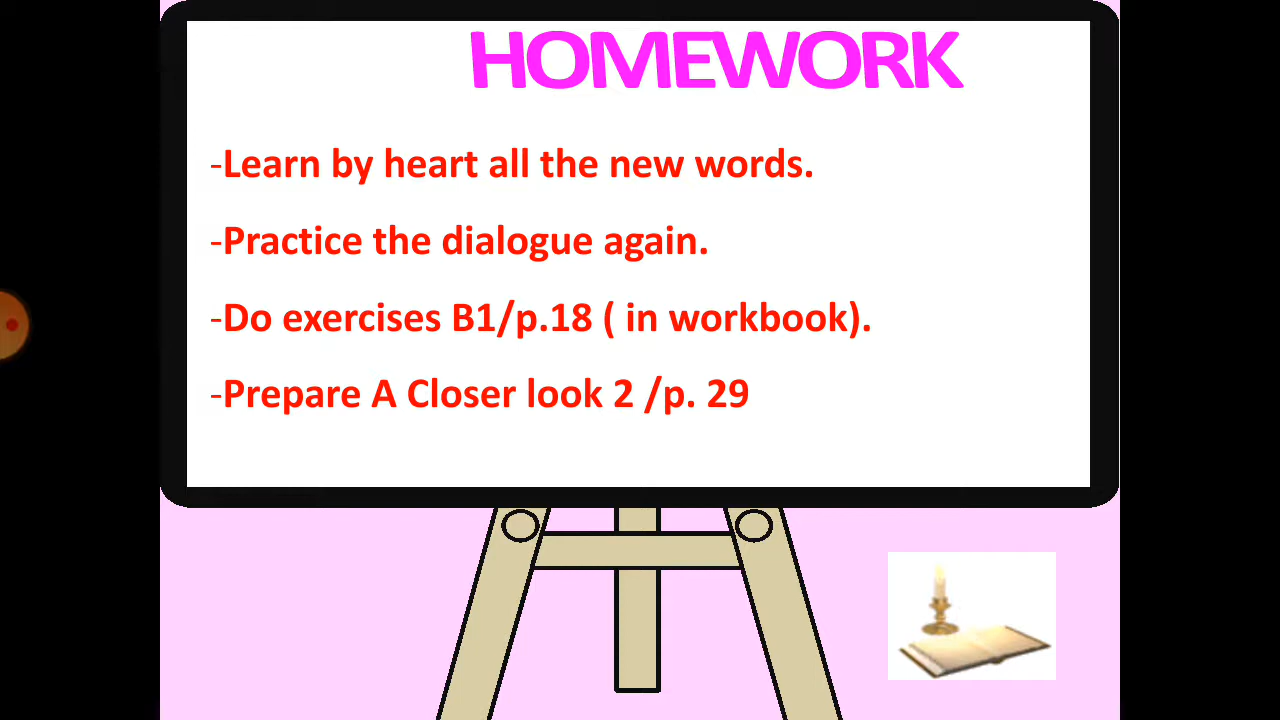 HOMEWORK
-Learn by heart all the new words.
-Practice the dialogue again.
-Do exercises B1/p.18 ( in workbook).
-Prepare A Closer look 2 /p. 29